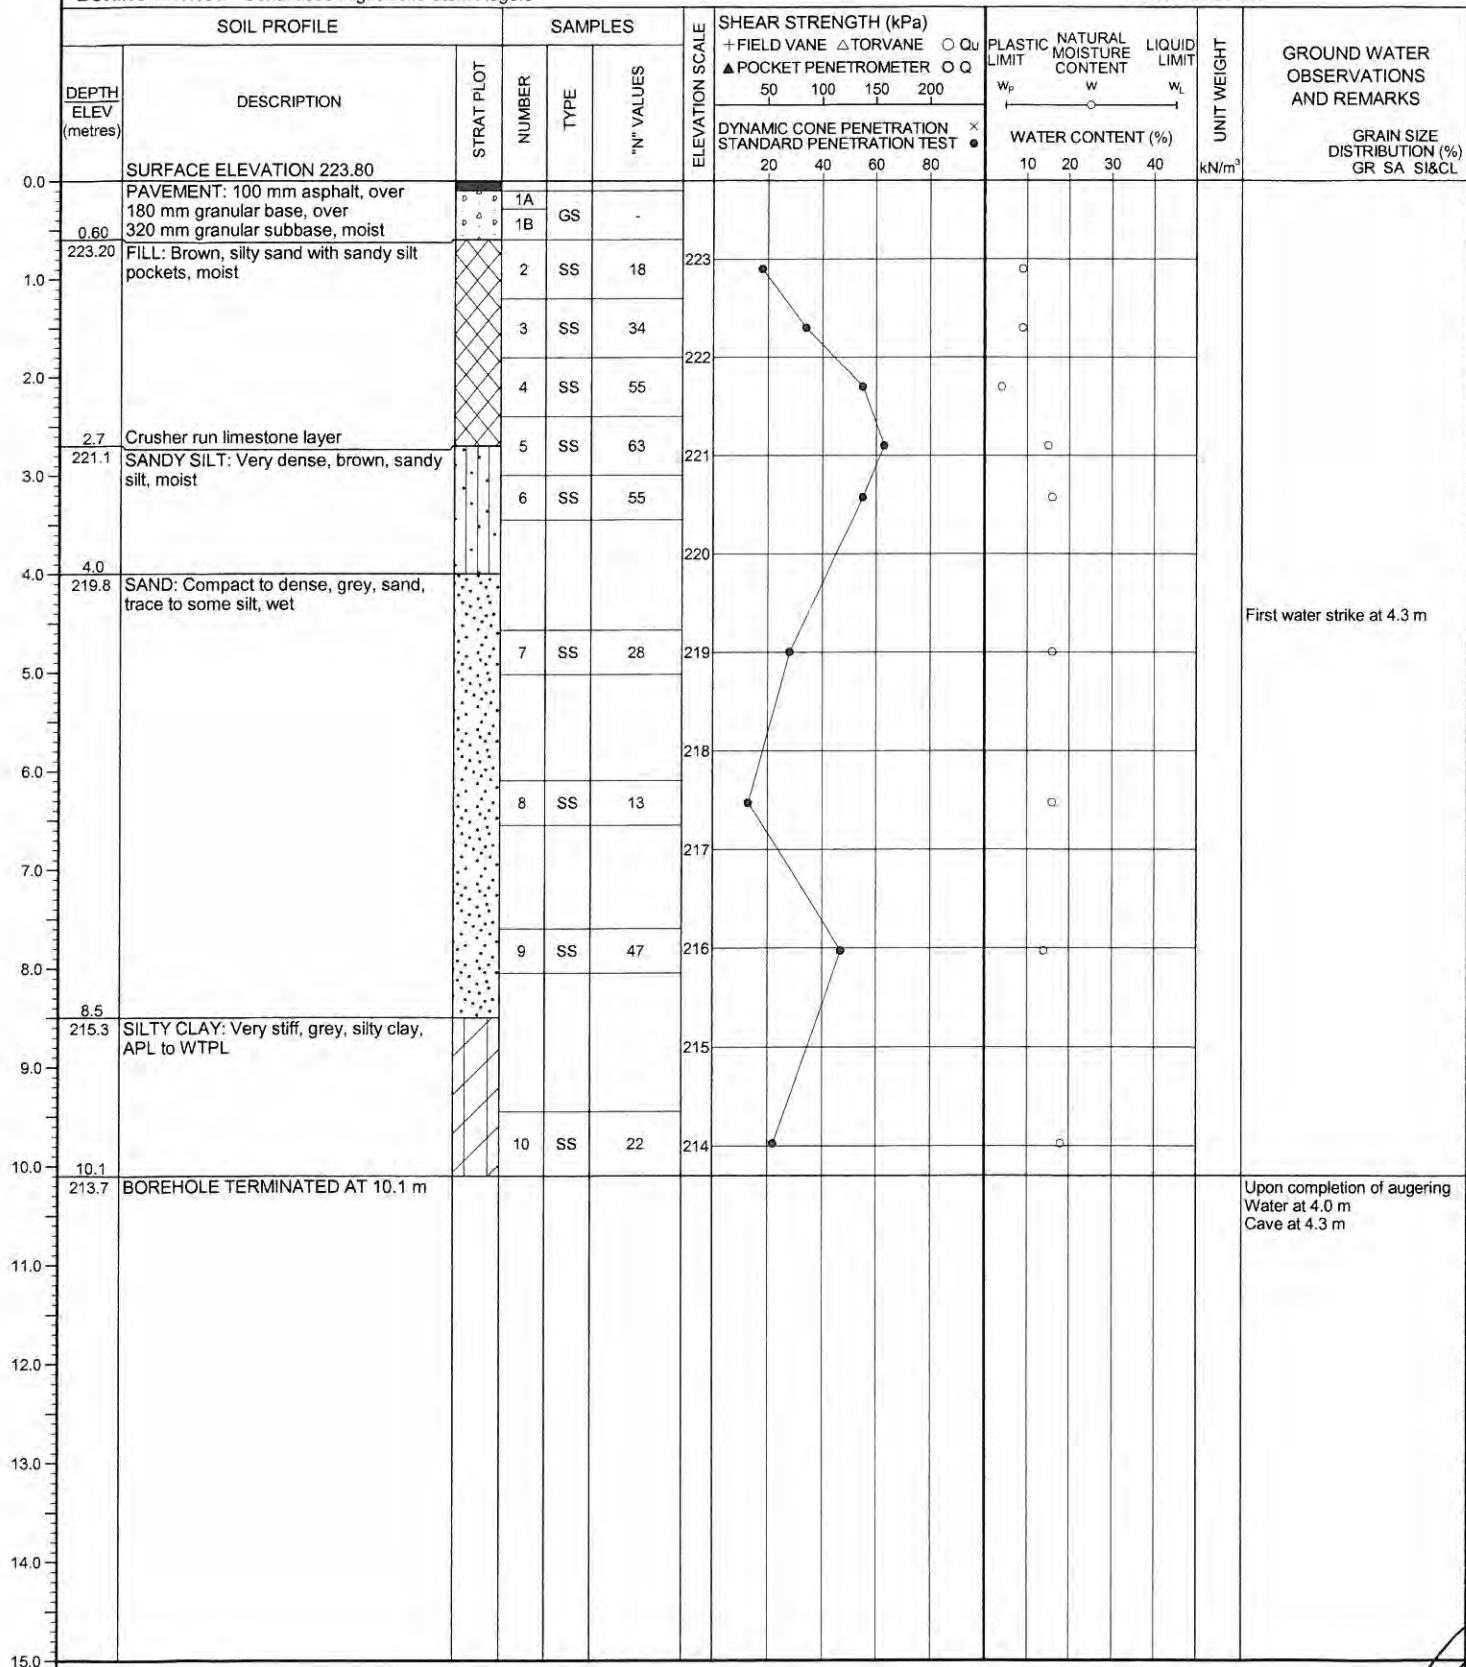 SOIL PROFILE
SAMPLES
ELEVATION SCALE
SHEAR STRENGTH (kPa)
+ FIELD VANE △ TORVANE ○ Qu
▲ POCKET PENETROMETER O Q
50 100 150 200
DYNAMIC CONE PENETRATION ×
STANDARD PENETRATION TEST ●
20 40 60 80
PLASTIC LIMIT
NATURAL MOISTURE CONTENT
LIQUID LIMIT
WP W WL
WATER CONTENT (%)
10 20 30 40
UNIT WEIGHT
kN/m³
GROUND WATER
OBSERVATIONS
AND REMARKS
GRAIN SIZE
DISTRIBUTION (%)
GR SA SI&CL
DEPTH
ELEV
(metres)
DESCRIPTION
STRAT PLOT
NUMBER
TYPE
"N" VALUES
SURFACE ELEVATION 223.80
0.0
PAVEMENT: 100 mm asphalt, over
180 mm granular base, over
320 mm granular subbase, moist
1A
1B
GS
-
0.60
223.20
FILL: Brown, silty sand with sandy silt
pockets, moist
223
2 SS 18
1.0
3 SS 34
222
2.0
4 SS 55
2.7
Crusher run limestone layer
5 SS 63
221
221.1
SANDY SILT: Very dense, brown, sandy
silt, moist
3.0
6 SS 55
220
4.0
4.0
219.8
SAND: Compact to dense, grey, sand,
trace to some silt, wet
First water strike at 4.3 m
7 SS 28
219
5.0
218
6.0
8 SS 13
217
7.0
9 SS 47
216
8.0
8.5
215.3
SILTY CLAY: Very stiff, grey, silty clay,
APL to WTPL
215
9.0
10 SS 22
214
10.0
10.1
213.7
BOREHOLE TERMINATED AT 10.1 m
Upon completion of augering
Water at 4.0 m
Cave at 4.3 m
11.0
12.0
13.0
14.0
15.0